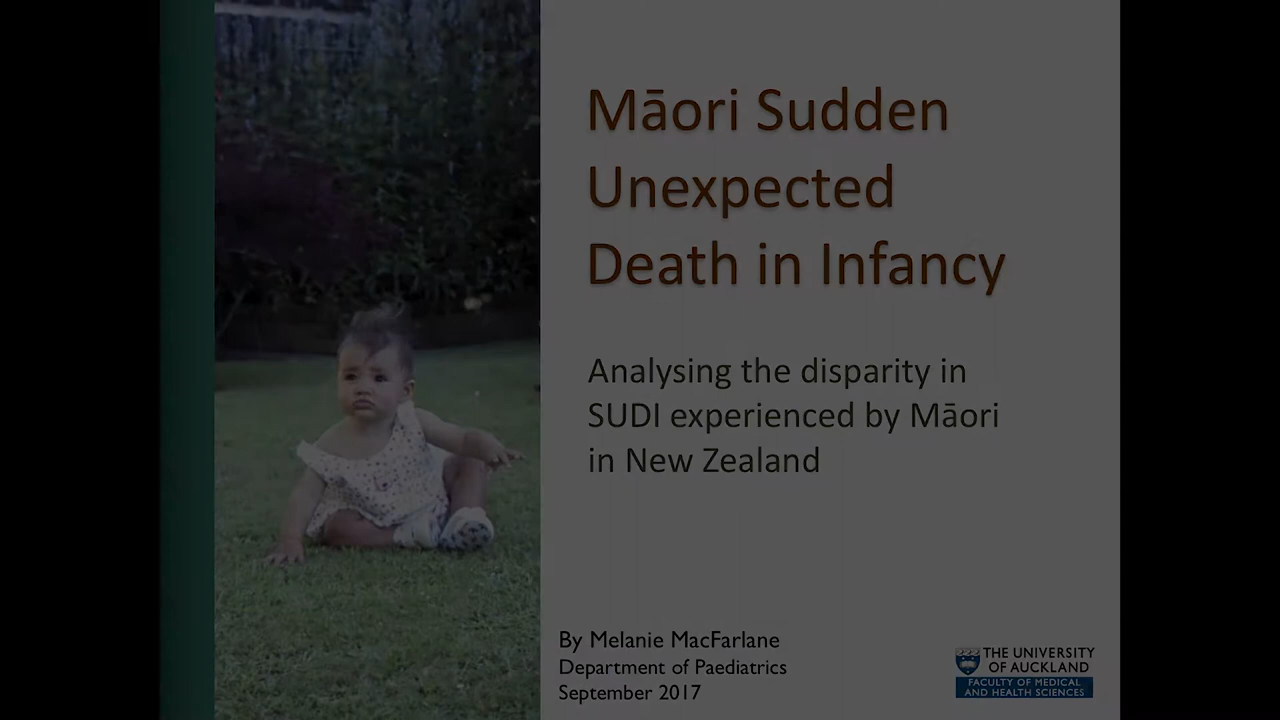 Māori Sudden
Unexpected
Death in Infancy
Analysing the disparity in
SUDI experienced by Māori
in New Zealand
By Melanie MacFarlane
Department of Paediatrics
September 2017
THE UNIVERSITY
OF AUCKLAND
FACULTY OF MEDICAL
AND HEALTH SCIENCES